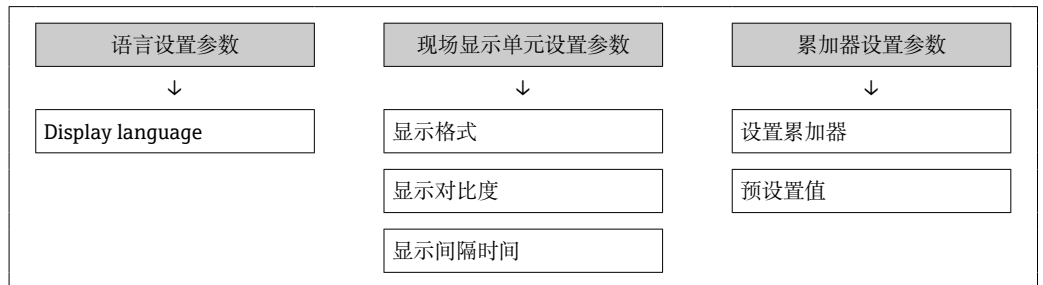 语言设置参数
现场显示单元设置参数
累加器设置参数
Display language
显示格式
设置累加器
显示对比度
预设置值
显示间隔时间